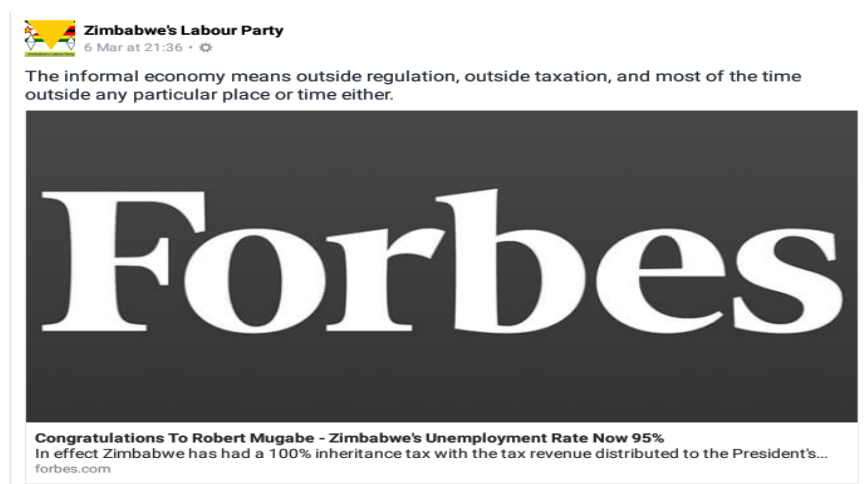 Zimbabwe's Labour Party
6 Mar at 21:36 •
The informal economy means outside regulation, outside taxation, and most of the time
outside any particular place or time either.
Forbes
Congratulations To Robert Mugabe - Zimbabwe's Unemployment Rate Now 95%
In effect Zimbabwe has had a 100% inheritance tax with the tax revenue distributed to the President's...
forbes.com